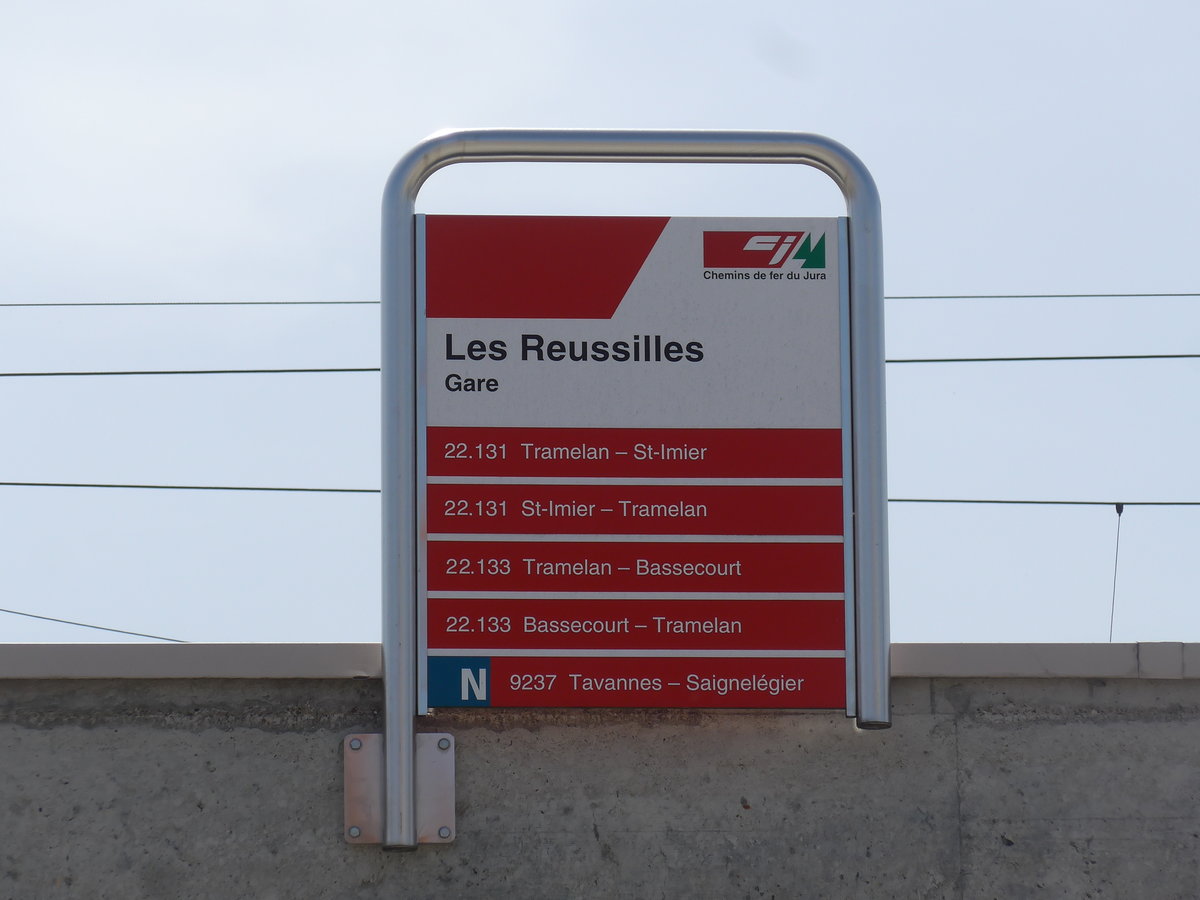 CJ
Chemins de fer du Jura
Les Reussilles
Gare
22.131 Tramelan – St-Imier
22.131 St-Imier – Tramelan
22.133 Tramelan – Bassecourt
22.133 Bassecourt – Tramelan
N 9237 Tavannes – Saignelégier